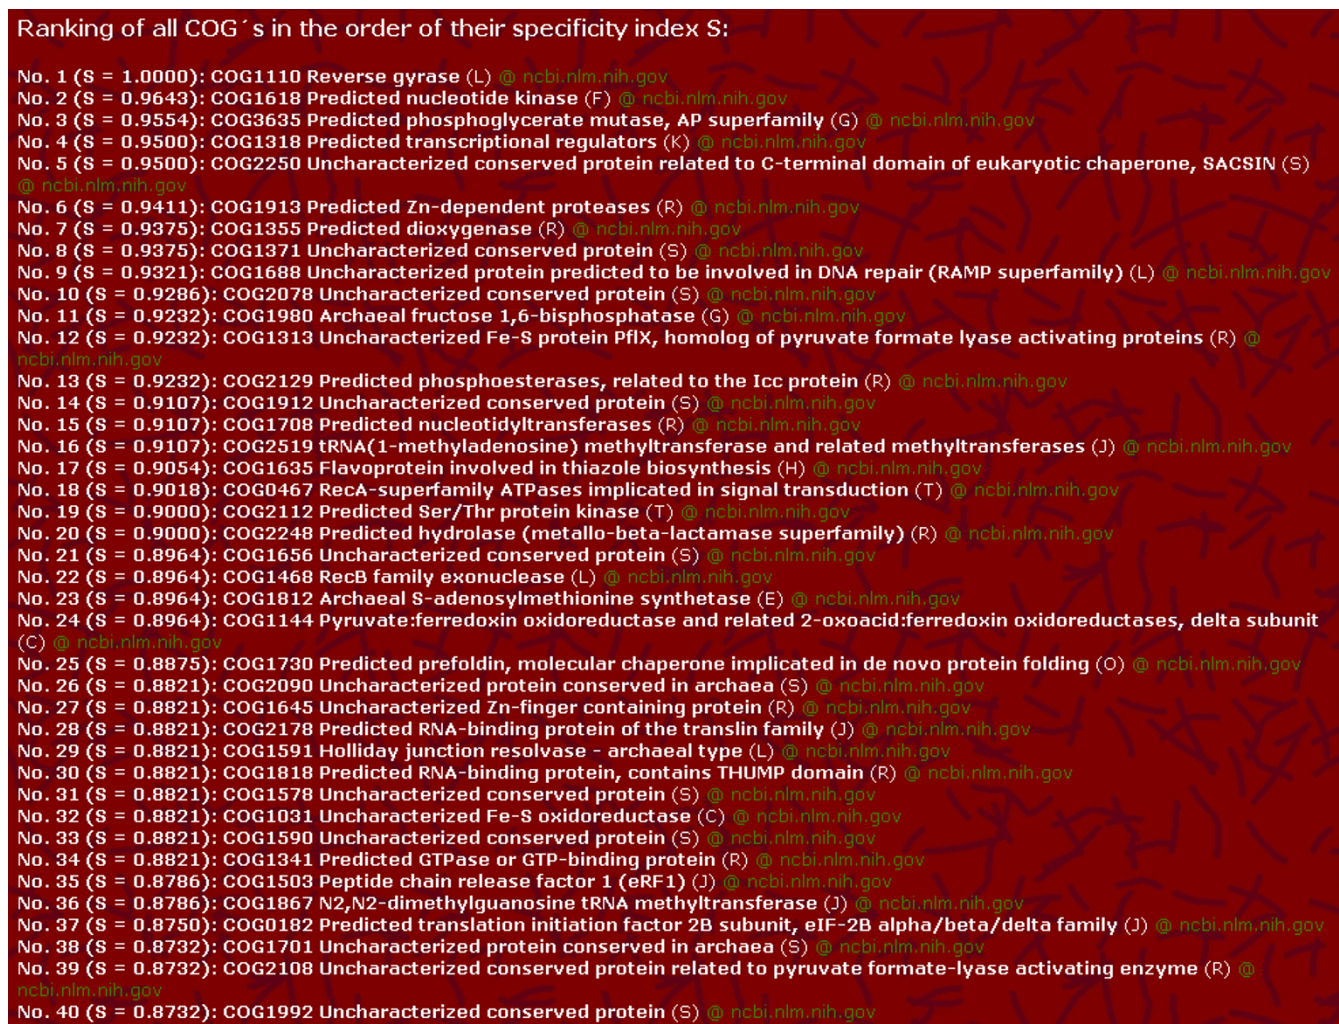 Ranking of all COG´s in the order of their specificity index S:
No. 1 (S = 1.0000): COG1110 Reverse gyrase (L) @ ncbi.nlm.nih.gov
No. 2 (S = 0.9643): COG1618 Predicted nucleotide kinase (F) @ ncbi.nlm.nih.gov
No. 3 (S = 0.9554): COG3635 Predicted phosphoglycerate mutase, AP superfamily (G) @ ncbi.nlm.nih.gov
No. 4 (S = 0.9500): COG1318 Predicted transcriptional regulators (K) @ ncbi.nlm.nih.gov
No. 5 (S = 0.9500): COG2250 Uncharacterized conserved protein related to C-terminal domain of eukaryotic chaperone, SACSIN (S)
@ ncbi.nlm.nih.gov
No. 6 (S = 0.9411): COG1913 Predicted Zn-dependent proteases (R) @ ncbi.nlm.nih.gov
No. 7 (S = 0.9375): COG1355 Predicted dioxygenase (R) @ ncbi.nlm.nih.gov
No. 8 (S = 0.9375): COG1371 Uncharacterized conserved protein (S) @ ncbi.nlm.nih.gov
No. 9 (S = 0.9321): COG1688 Uncharacterized protein predicted to be involved in DNA repair (RAMP superfamily) (L) @ ncbi.nlm.nih.gov
No. 10 (S = 0.9286): COG2078 Uncharacterized conserved protein (S) @ ncbi.nlm.nih.gov
No. 11 (S = 0.9232): COG1980 Archaeal fructose 1,6-bisphosphatase (G) @ ncbi.nlm.nih.gov
No. 12 (S = 0.9232): COG1313 Uncharacterized Fe-S protein PflX, homolog of pyruvate formate lyase activating proteins (R) @
ncbi.nlm.nih.gov
No. 13 (S = 0.9232): COG2129 Predicted phosphoesterases, related to the Icc protein (R) @ ncbi.nlm.nih.gov
No. 14 (S = 0.9107): COG1912 Uncharacterized conserved protein (S) @ ncbi.nlm.nih.gov
No. 15 (S = 0.9107): COG1708 Predicted nucleotidyltransferases (R) @ ncbi.nlm.nih.gov
No. 16 (S = 0.9107): COG2519 tRNA(1-methyladenosine) methyltransferase and related methyltransferases (J) @ ncbi.nlm.nih.gov
No. 17 (S = 0.9054): COG1635 Flavoprotein involved in thiazole biosynthesis (H) @ ncbi.nlm.nih.gov
No. 18 (S = 0.9018): COG0467 RecA-superfamily ATPases implicated in signal transduction (T) @ ncbi.nlm.nih.gov
No. 19 (S = 0.9000): COG2112 Predicted Ser/Thr protein kinase (T) @ ncbi.nlm.nih.gov
No. 20 (S = 0.9000): COG2248 Predicted hydrolase (metallo-beta-lactamase superfamily) (R) @ ncbi.nlm.nih.gov
No. 21 (S = 0.8964): COG1656 Uncharacterized conserved protein (S) @ ncbi.nlm.nih.gov
No. 22 (S = 0.8964): COG1468 RecB family exonuclease (L) @ ncbi.nlm.nih.gov
No. 23 (S = 0.8964): COG1812 Archaeal S-adenosylmethionine synthetase (E) @ ncbi.nlm.nih.gov
No. 24 (S = 0.8964): COG1144 Pyruvate:ferredoxin oxidoreductase and related 2-oxoacid:ferredoxin oxidoreductases, delta subunit
(C) @ ncbi.nlm.nih.gov
No. 25 (S = 0.8875): COG1730 Predicted prefoldin, molecular chaperone implicated in de novo protein folding (O) @ ncbi.nlm.nih.gov
No. 26 (S = 0.8821): COG2090 Uncharacterized protein conserved in archaea (S) @ ncbi.nlm.nih.gov
No. 27 (S = 0.8821): COG1645 Uncharacterized Zn-finger containing protein (R) @ ncbi.nlm.nih.gov
No. 28 (S = 0.8821): COG2178 Predicted RNA-binding protein of the translin family (J) @ ncbi.nlm.nih.gov
No. 29 (S = 0.8821): COG1591 Holliday junction resolvase - archaeal type (L) @ ncbi.nlm.nih.gov
No. 30 (S = 0.8821): COG1818 Predicted RNA-binding protein, contains THUMP domain (R) @ ncbi.nlm.nih.gov
No. 31 (S = 0.8821): COG1578 Uncharacterized conserved protein (S) @ ncbi.nlm.nih.gov
No. 32 (S = 0.8821): COG1031 Uncharacterized Fe-S oxidoreductase (C) @ ncbi.nlm.nih.gov
No. 33 (S = 0.8821): COG1590 Uncharacterized conserved protein (S) @ ncbi.nlm.nih.gov
No. 34 (S = 0.8821): COG1341 Predicted GTPase or GTP-binding protein (R) @ ncbi.nlm.nih.gov
No. 35 (S = 0.8786): COG1503 Peptide chain release factor 1 (eRF1) (J) @ ncbi.nlm.nih.gov
No. 36 (S = 0.8786): COG1867 N2,N2-dimethylguanosine tRNA methyltransferase (J) @ ncbi.nlm.nih.gov
No. 37 (S = 0.8750): COG0182 Predicted translation initiation factor 2B subunit, eIF-2B alpha/beta/delta family (J) @ ncbi.nlm.nih.gov
No. 38 (S = 0.8732): COG1701 Uncharacterized protein conserved in archaea (S) @ ncbi.nlm.nih.gov
No. 39 (S = 0.8732): COG2108 Uncharacterized conserved protein related to pyruvate formate-lyase activating enzyme (R) @
ncbi.nlm.nih.gov
No. 40 (S = 0.8732): COG1992 Uncharacterized conserved protein (S) @ ncbi.nlm.nih.gov